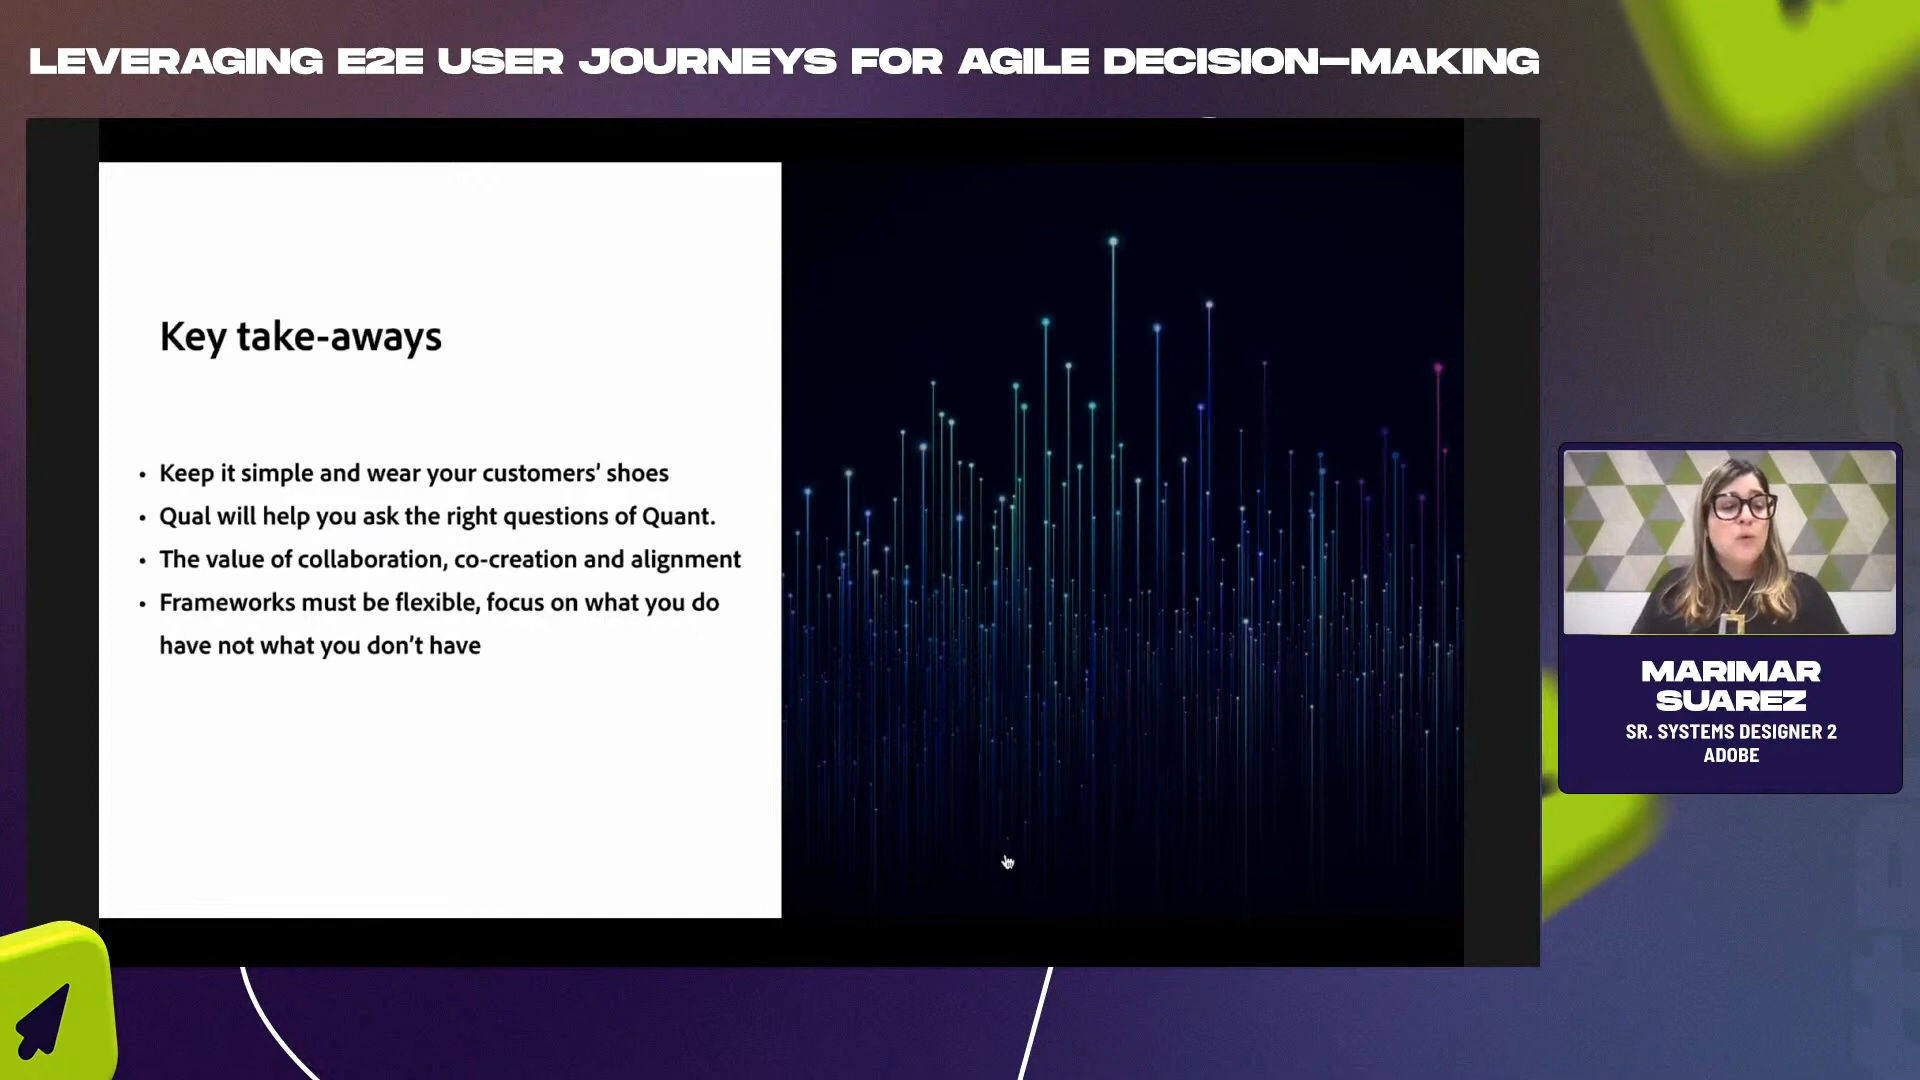 LEVERAGING E2E USER JOURNEYS FOR AGILE DECISION–MAKING
Key take-aways
• Keep it simple and wear your customers’ shoes
• Qual will help you ask the right questions of Quant.
• The value of collaboration, co-creation and alignment
• Frameworks must be flexible, focus on what you do
have not what you don’t have
MARIMAR
SUAREZ
SR. SYSTEMS DESIGNER 2
ADOBE